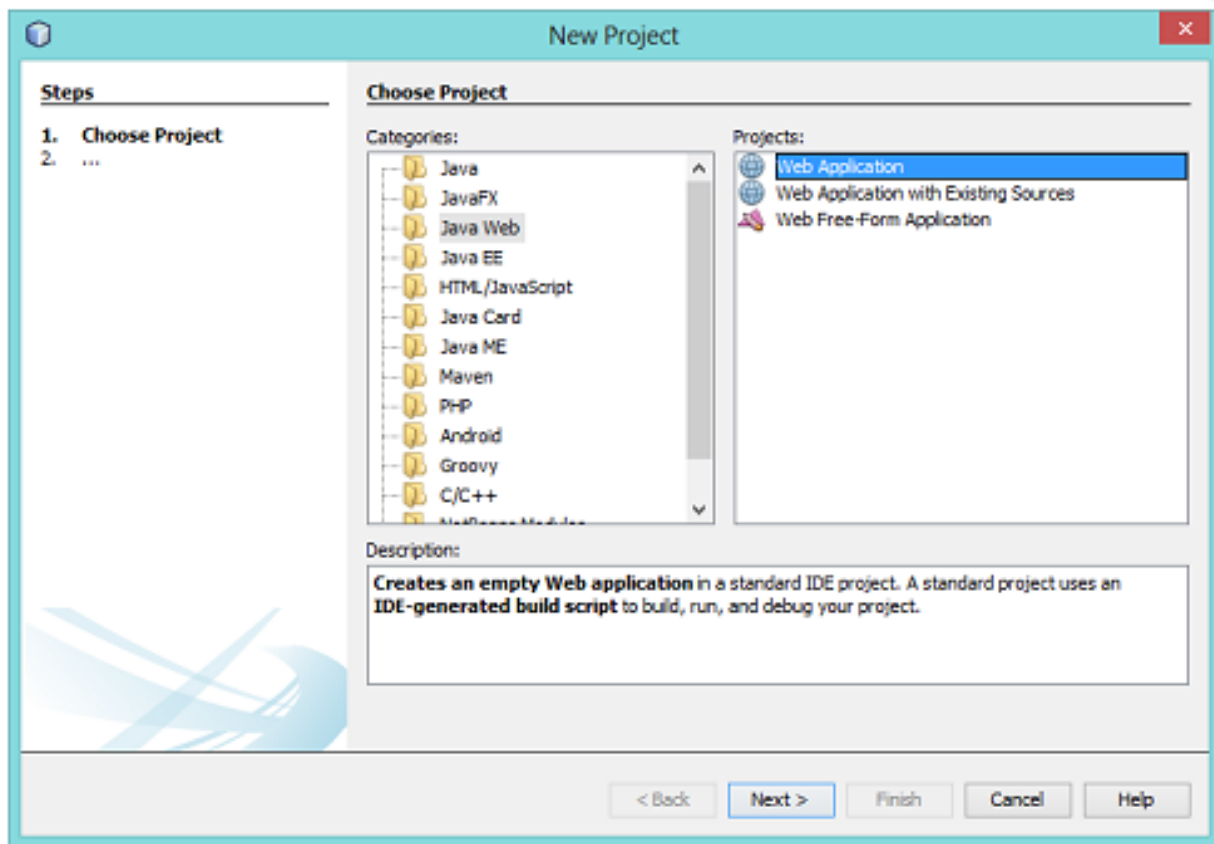 New Project
Steps
1. Choose Project
2. ...
Choose Project
Categories:
Java
JavaFX
Java Web
Java EE
HTML/JavaScript
Java Card
Java ME
Maven
PHP
Android
Groovy
C/C++
NetBeans Modules
Projects:
Web Application
Web Application with Existing Sources
Web Free-Form Application
Description:
Creates an empty Web application in a standard IDE project. A standard project uses an
IDE-generated build script to build, run, and debug your project.
< Back Next > Finish Cancel Help